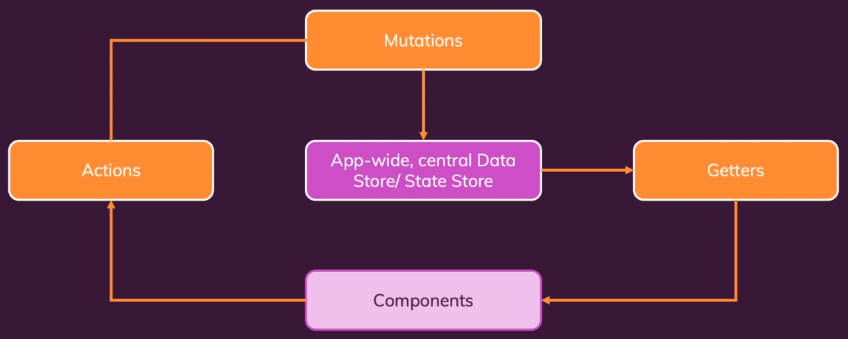 Mutations
Actions
App-wide, central Data
Store/ State Store
Getters
Components